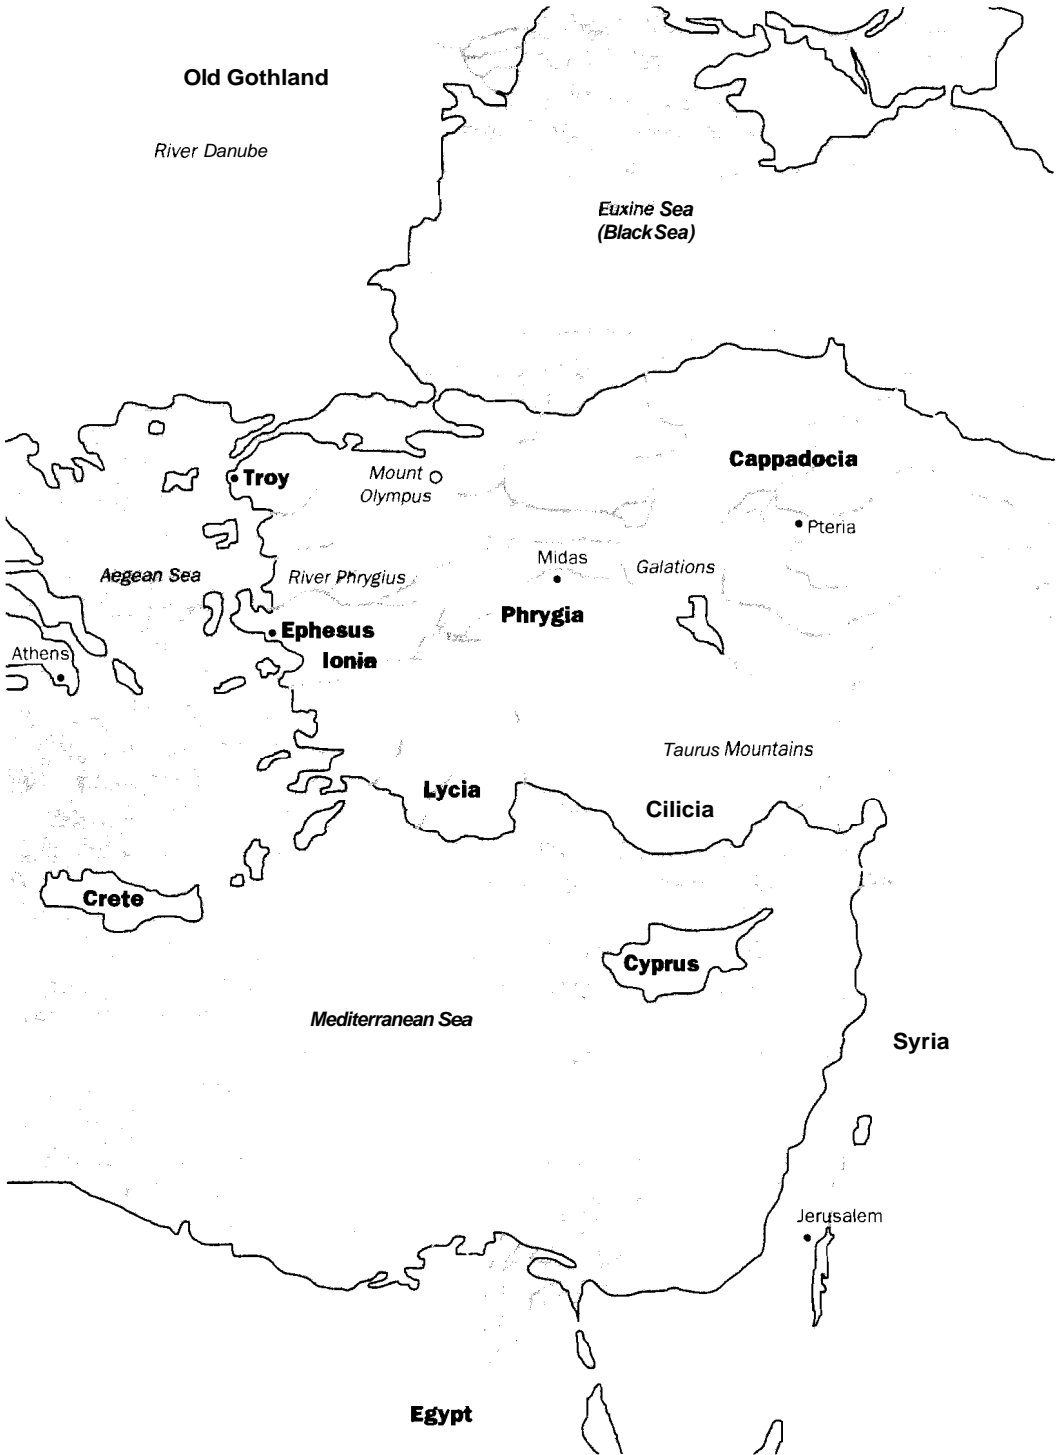 Old Gothland
River Danube
Euxine Sea
(Black Sea)
Cappadocia
Troy
Mount
Olympus
Pteria
Midas
Galations
Aegean Sea
River Phrygius
Phrygia
Ephesus
Ionia
Athens
Taurus Mountains
Lycia
Cilicia
Crete
Cyprus
Mediterranean Sea
Syria
Jerusalem
Egypt